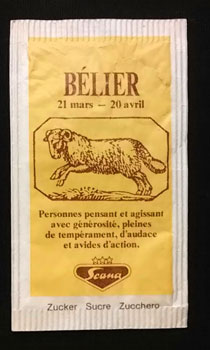 BÉLIER
21 mars — 20 avril
Personnes pensant et agissant
avec générosité, pleines
de tempérament, d'audace
et avides d'action.
Scana
Zucker Sucre Zucchero